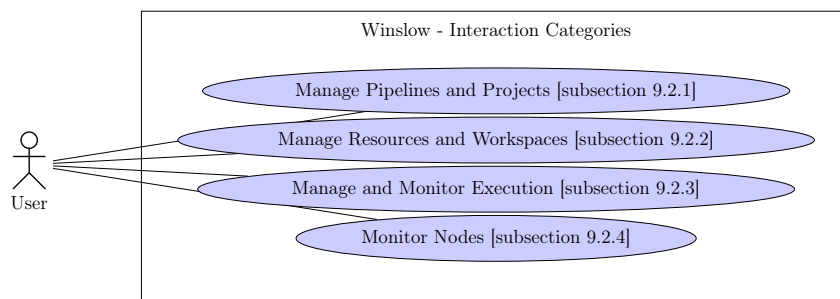 Winslow - Interaction Categories
Manage Pipelines and Projects [subsection 9.2.1]
Manage Resources and Workspaces [subsection 9.2.2]
Manage and Monitor Execution [subsection 9.2.3]
User
Monitor Nodes [subsection 9.2.4]